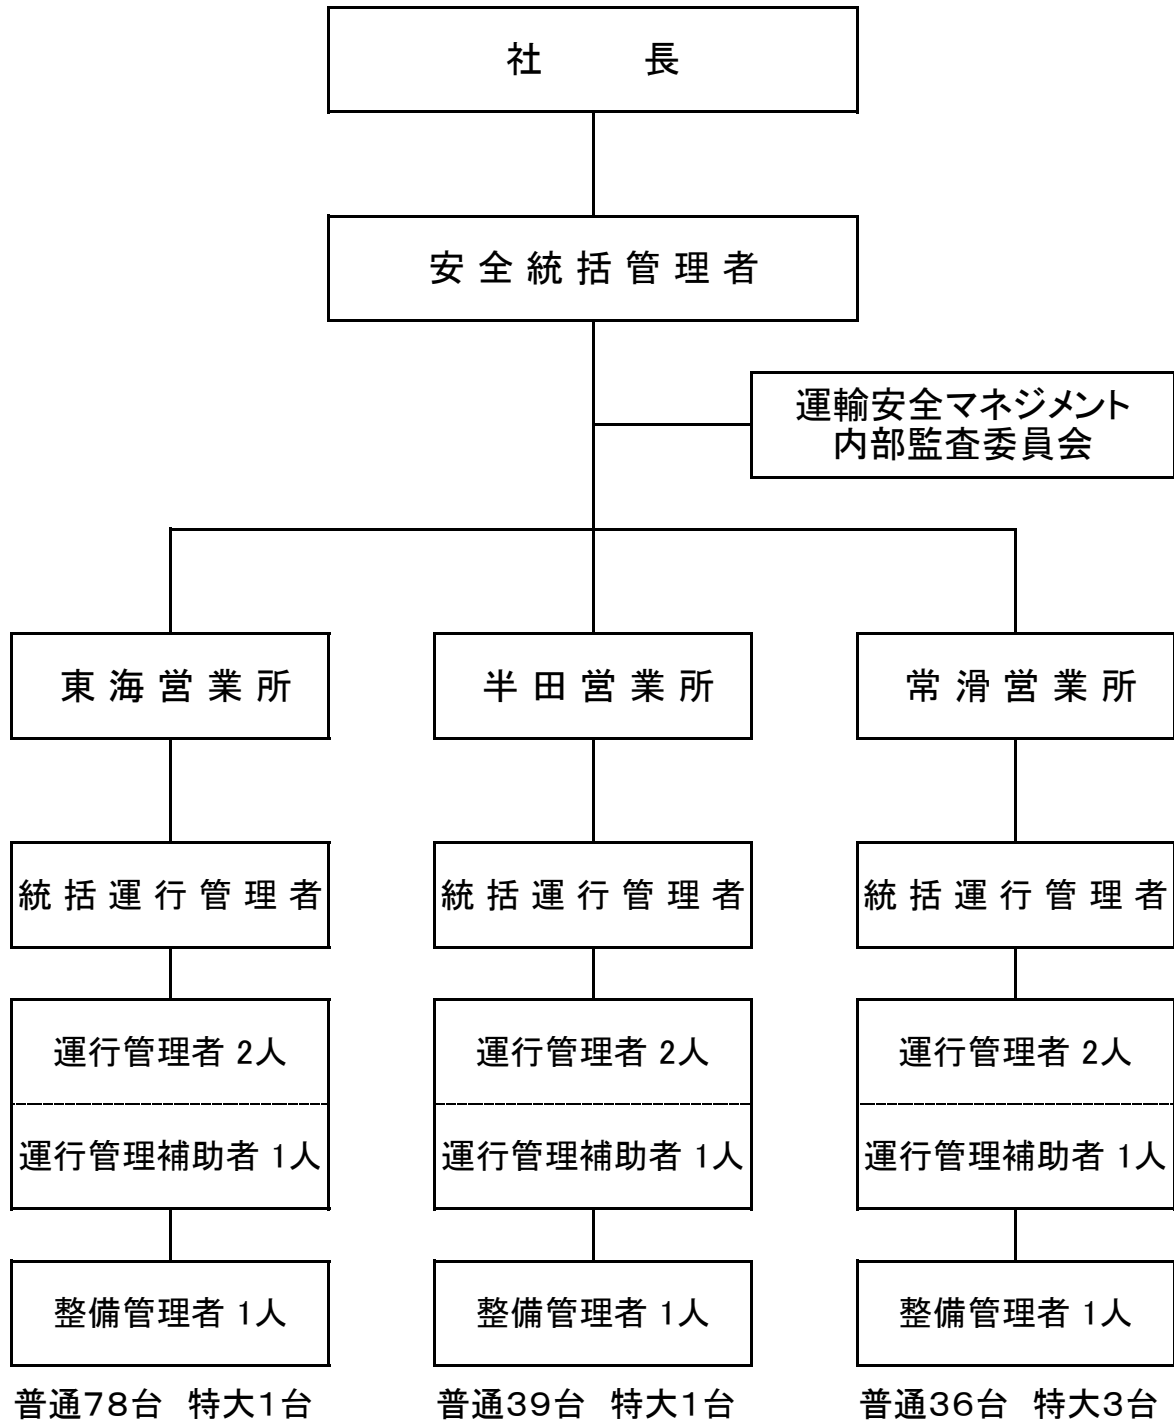 社 長
安全統括管理者
運輸安全マネジメント
内部監査委員会
東海営業所
半田営業所
常滑営業所
統括運行管理者
統括運行管理者
統括運行管理者
運行管理者 2人
運行管理者 2人
運行管理者 2人
運行管理補助者 1人
運行管理補助者 1人
運行管理補助者 1人
整備管理者 1人
整備管理者 1人
整備管理者 1人
普通78台 特大1台
普通39台 特大1台
普通36台 特大3台